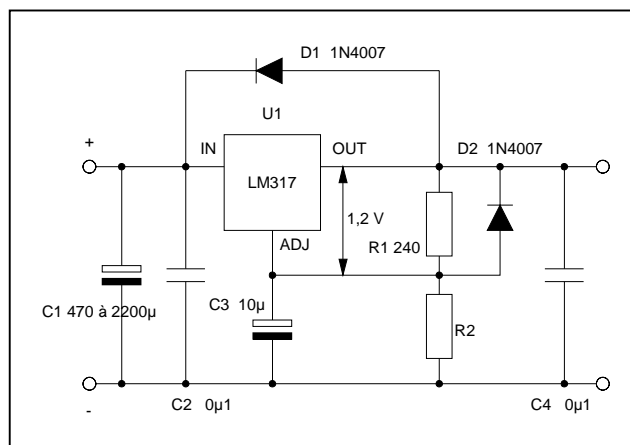 D1 1N4007
U1
+
IN
OUT
D2 1N4007
LM317
1,2 V
ADJ
R1 240
C3 10µ
C1 470 à 2200µ
R2
-
C2 0µ1
C4 0µ1